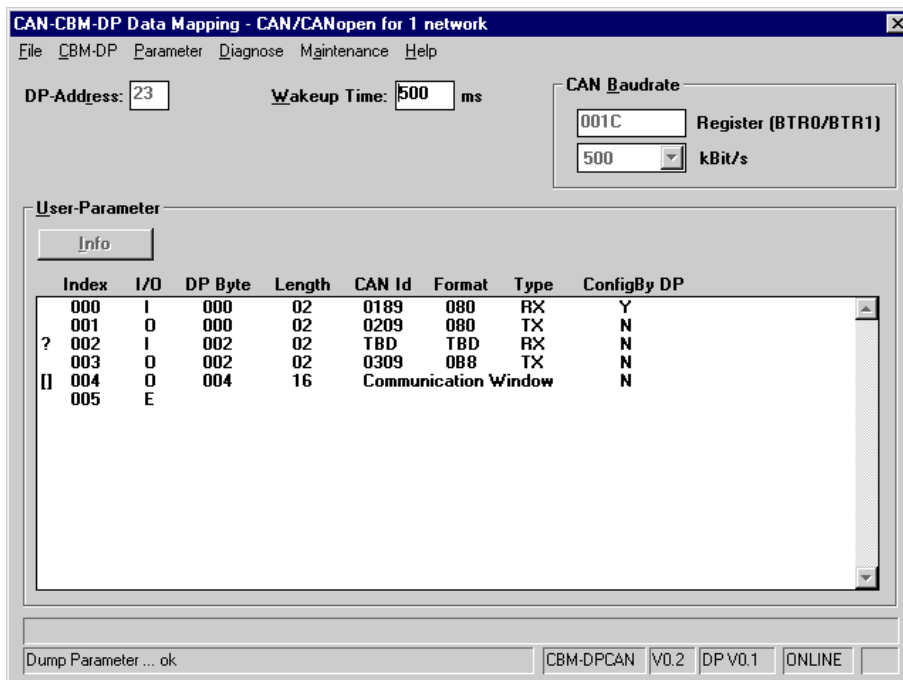 CAN-CBM-DP Data Mapping - CAN/CANopen for 1 network
File CBM-DP Parameter Diagnose Maintenance Help
DP-Address: 23 Wakeup Time: 500 ms
CAN Baudrate
001C Register (BTR0/BTR1)
500 kBit/s
User-Parameter
Info
Index I/O DP Byte Length CAN Id Format Type ConfigBy DP
000 I 000 02 0189 080 RX Y
001 O 000 02 0209 080 TX N
? 002 I 002 02 TBD TBD RX N
003 O 002 02 0309 0B8 TX N
[] 004 O 004 16 Communication Window N
005 E
Dump Parameter ... ok CBM-DPCAN V0.2 DP V0.1 ONLINE